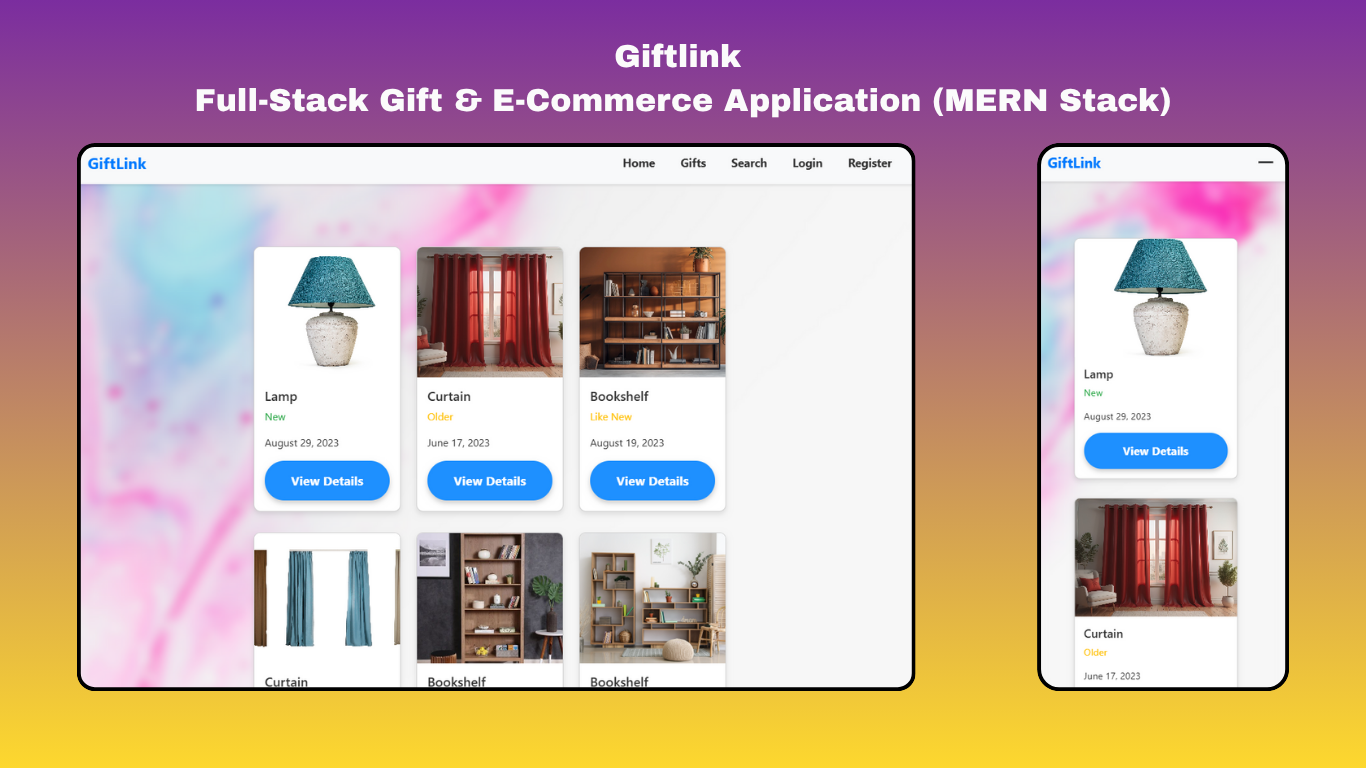 Giftlink
Full-Stack Gift & E-Commerce Application (MERN Stack)
GiftLink
Home Gifts Search Login Register
Lamp
New
August 29, 2023
View Details
Curtain
Older
June 17, 2023
View Details
Bookshelf
Like New
August 19, 2023
View Details
Curtain
Bookshelf
Bookshelf
GiftLink
Lamp
New
August 29, 2023
View Details
Curtain
Older
June 17, 2023